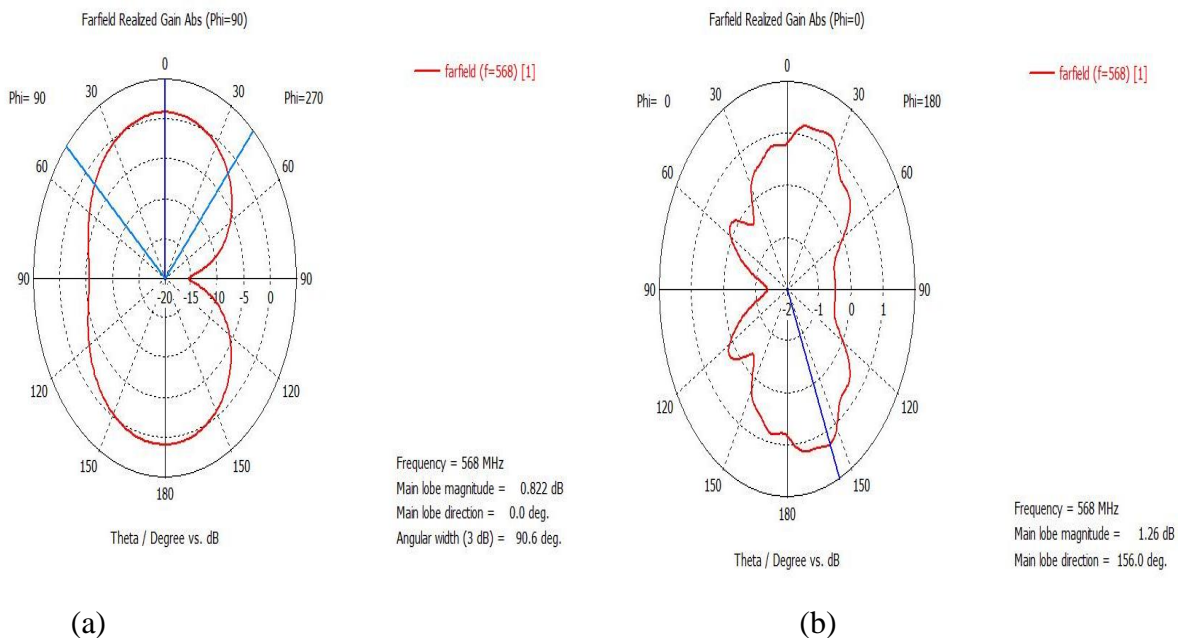 Farfield Realized Gain Abs (Phi=90)
0
30 30
Phi= 90 Phi=270
60 60
90 90
-20 -15 -10 -5 0
120 120
150 150
180
Theta / Degree vs. dB
farfield (f=568) [1]
Frequency = 568 MHz
Main lobe magnitude = 0.822 dB
Main lobe direction = 0.0 deg.
Angular width (3 dB) = 90.6 deg.
(a)
Farfield Realized Gain Abs (Phi=0)
0
30 30
Phi= 0 Phi=180
60 60
90 90
-2 -1 0 1
120 120
150 150
180
Theta / Degree vs. dB
farfield (f=568) [1]
Frequency = 568 MHz
Main lobe magnitude = 1.26 dB
Main lobe direction = 156.0 deg.
(b)